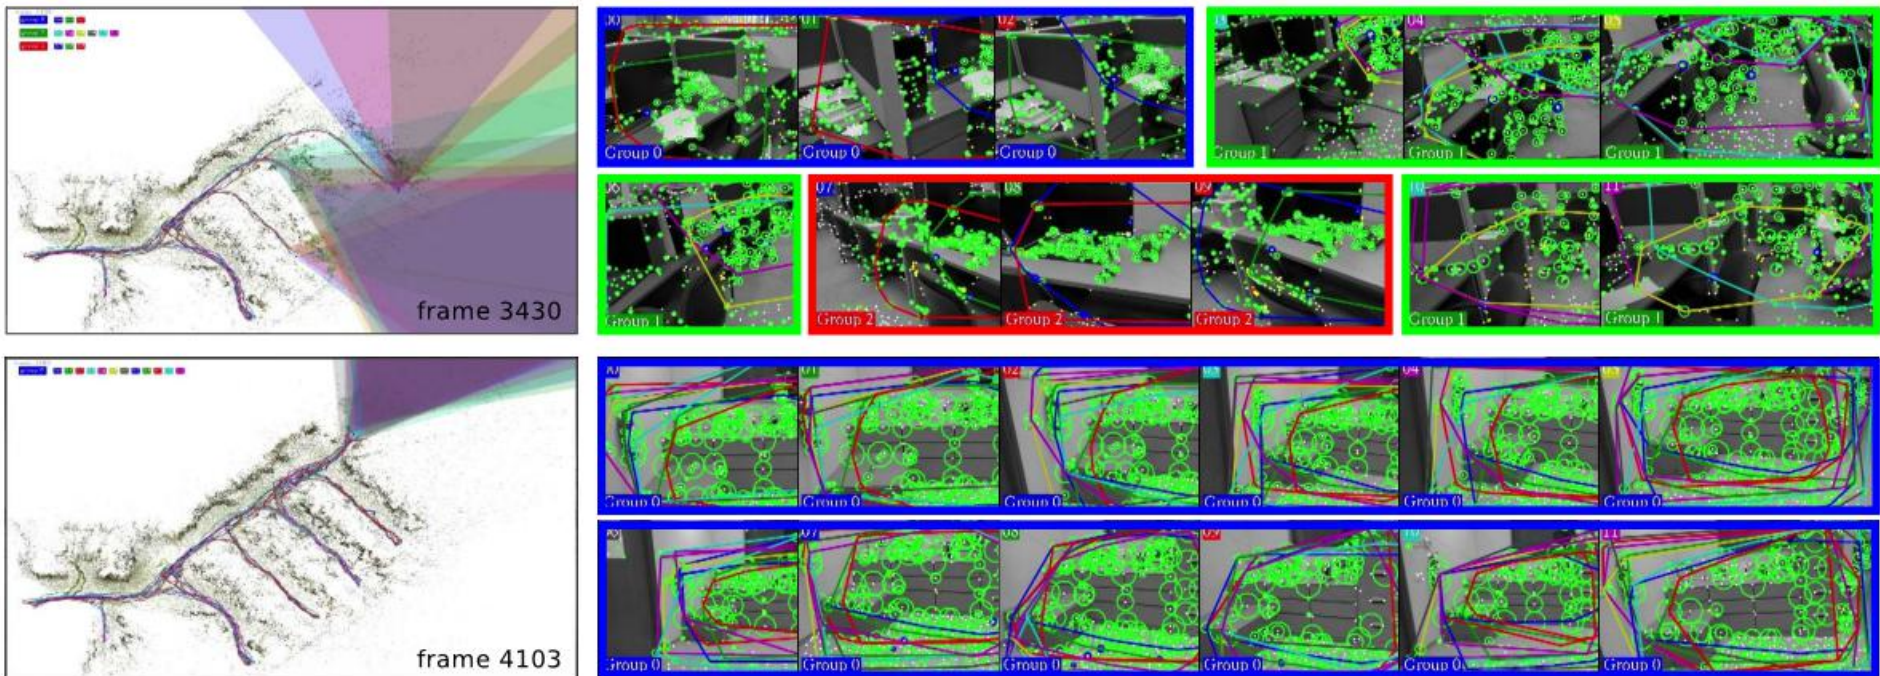 frame 3430
00 01 02
Group 0 Group 0 Group 0
04 05
Group 1 Group 1 Group 1
06
Group 1
07 08 09
Group 2 Group 2 Group 2
10 11
Group 1 Group 1
frame 4103
01 02 03 04 05
Group 0 Group 0 Group 0 Group 0 Group 0 Group 0
07 08 09 10 11
Group 0 Group 0 Group 0 Group 0 Group 0 Group 0